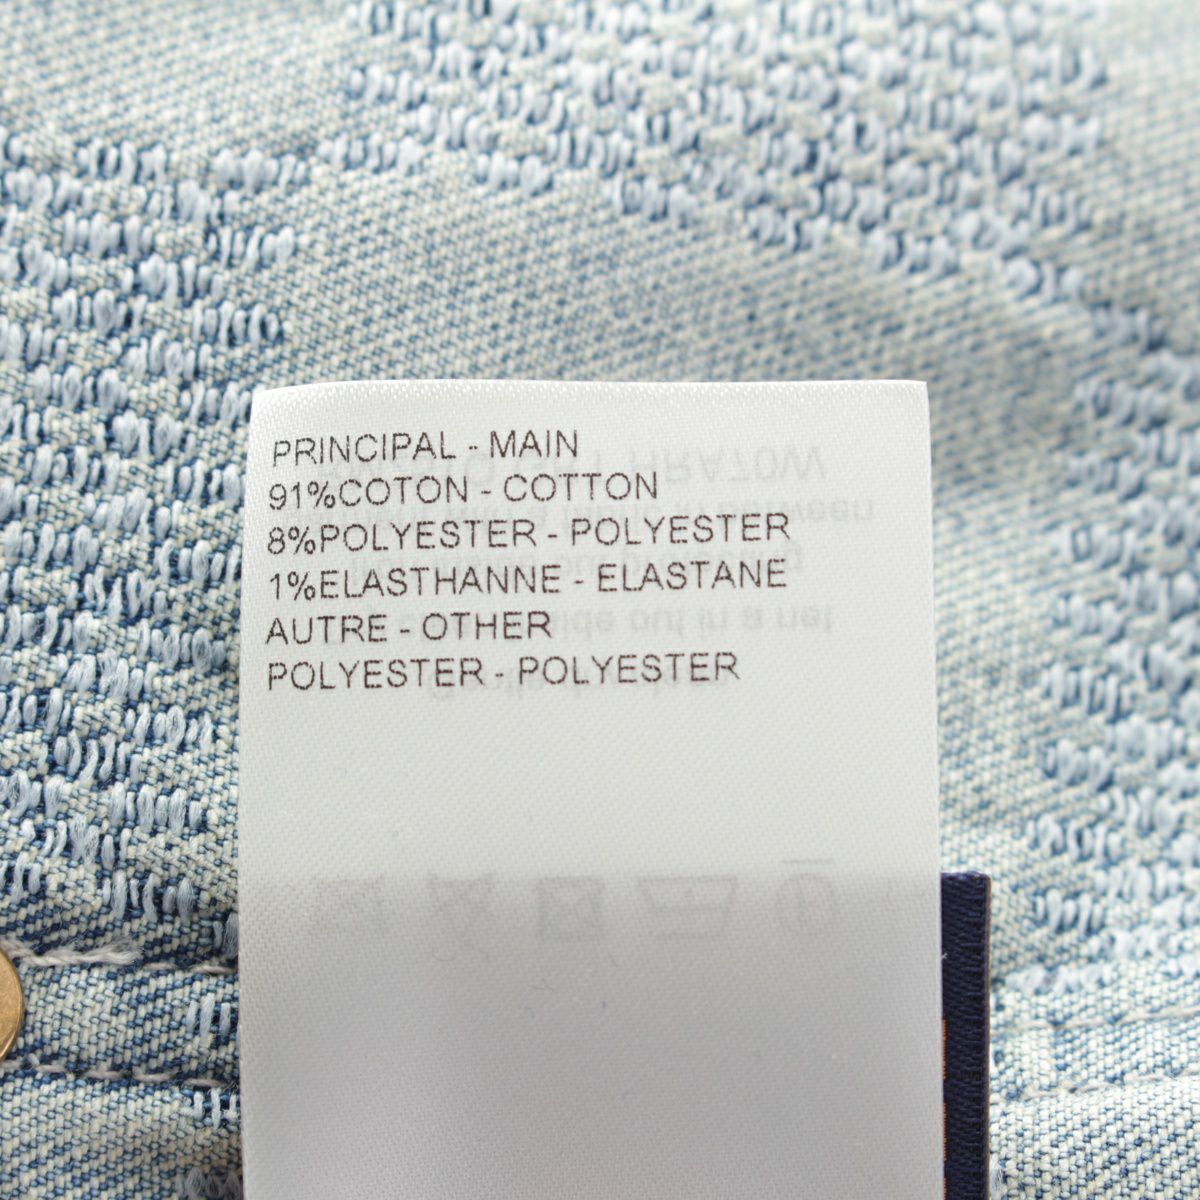 PRINCIPAL - MAIN
91%COTON - COTTON
8%POLYESTER - POLYESTER
1%ELASTHANNE - ELASTANE
AUTRE - OTHER
POLYESTER - POLYESTER